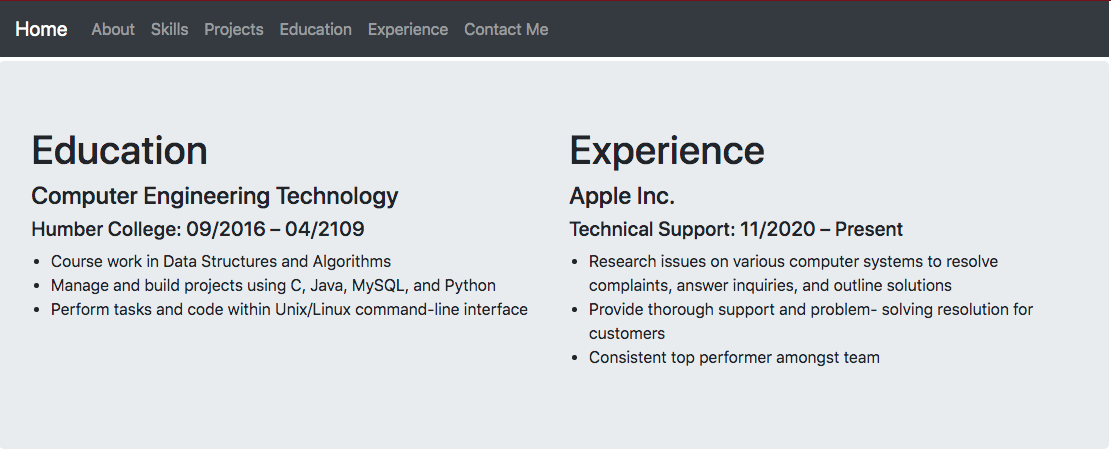 Home About Skills Projects Education Experience Contact Me
Education
Computer Engineering Technology
Humber College: 09/2016 – 04/2109
• Course work in Data Structures and Algorithms
• Manage and build projects using C, Java, MySQL, and Python
• Perform tasks and code within Unix/Linux command-line interface
Experience
Apple Inc.
Technical Support: 11/2020 – Present
• Research issues on various computer systems to resolve
complaints, answer inquiries, and outline solutions
• Provide thorough support and problem- solving resolution for
customers
• Consistent top performer amongst team